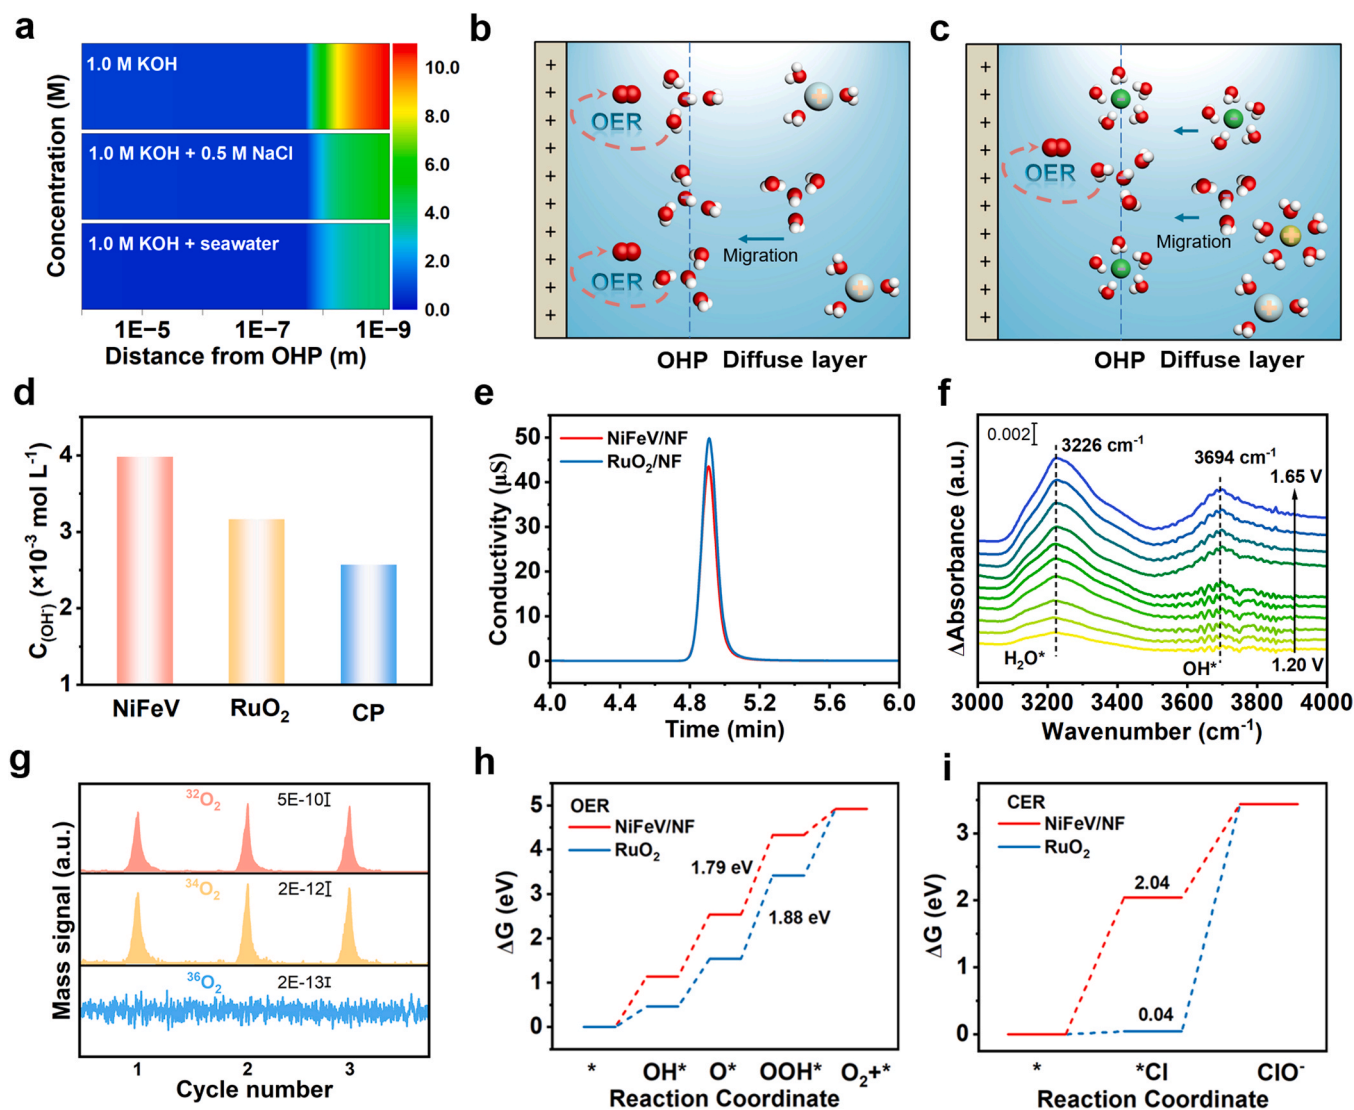 a
Concentration (M)
1.0 M KOH
1.0 M KOH + 0.5 M NaCl
1.0 M KOH + seawater
10.0
8.0
6.0
4.0
2.0
0.0
1E−5 1E−7 1E−9
Distance from OHP (m)
b
+
+
+
+
+
+
+
+
+
+
OER
OER
Migration
+
+
OHP Diffuse layer
c
+
+
+
+
+
+
+
+
+
+
OER
Migration
+
+
OHP Diffuse layer
d
C(OH-) (×10⁻³ mol L⁻¹)
4
3
2
1
NiFeV RuO₂ CP
e
Conductivity (μS)
50
40
30
20
10
0
NiFeV/NF
RuO₂/NF
4.0 4.4 4.8 5.2 5.6 6.0
Time (min)
f
ΔAbsorbance (a.u.)
0.002
3226 cm⁻¹
3694 cm⁻¹
1.65 V
H₂O*
OH*
1.20 V
3000 3200 3400 3600 3800 4000
Wavenumber (cm⁻¹)
g
Mass signal (a.u.)
³²O₂ 5E-10
³⁴O₂ 2E-12
³⁶O₂ 2E-13
1 2 3
Cycle number
h
ΔG (eV)
5
4
3
2
1
0
OER
NiFeV/NF
RuO₂
1.79 eV
1.88 eV
* OH* O* OOH* O₂+*
Reaction Coordinate
i
ΔG (eV)
3
2
1
0
CER
NiFeV/NF
RuO₂
2.04
0.04
* *Cl ClO⁻
Reaction Coordinate